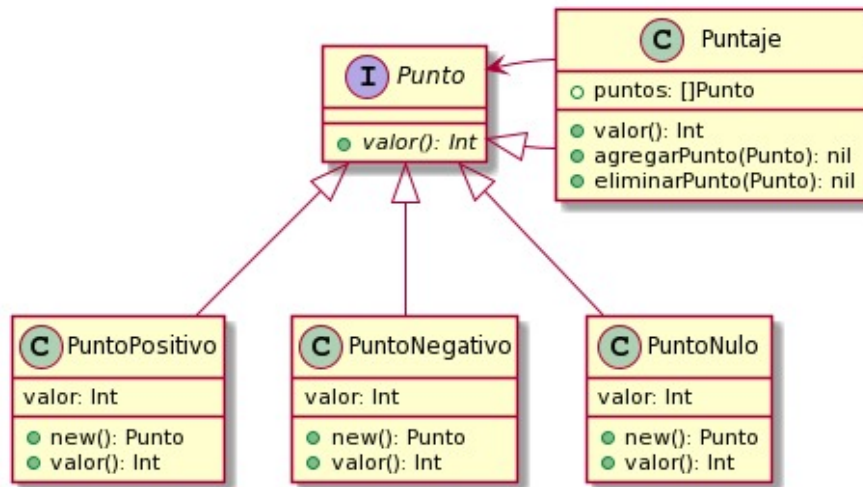 I Punto
valor(): Int
C Puntaje
puntos: []Punto
valor(): Int
agregarPunto(Punto): nil
eliminarPunto(Punto): nil
C PuntoPositivo
valor: Int
new(): Punto
valor(): Int
C PuntoNegativo
valor: Int
new(): Punto
valor(): Int
C PuntoNulo
valor: Int
new(): Punto
valor(): Int